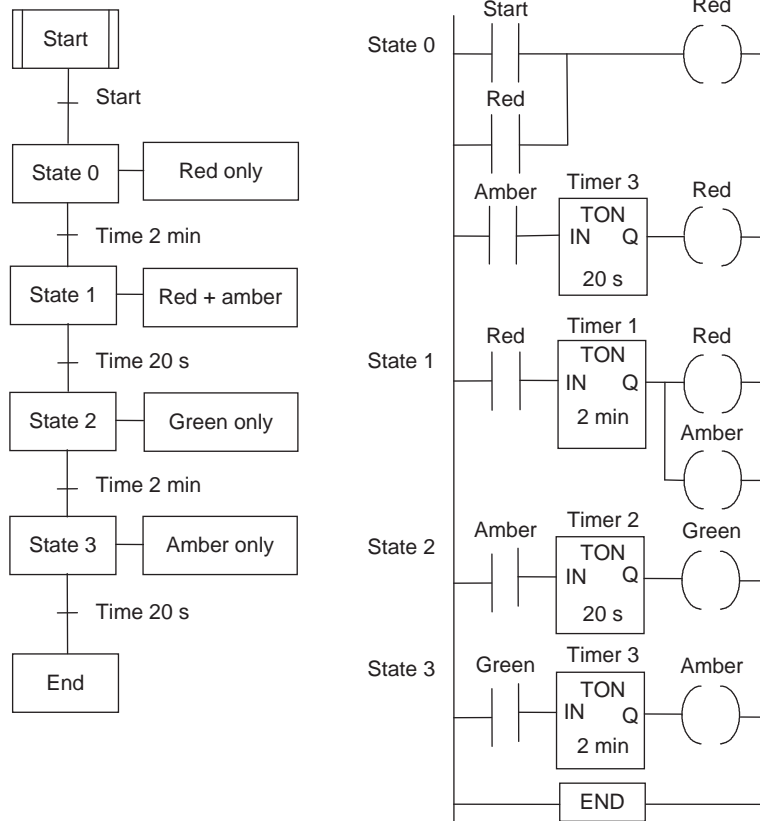 Start
Start
State 0
Red only
Time 2 min
State 1
Red + amber
Time 20 s
State 2
Green only
Time 2 min
State 3
Amber only
Time 20 s
End
State 0
Start
Red
Red
Amber
Timer 3
TON
IN Q
20 s
Red
State 1
Red
Timer 1
TON
IN Q
2 min
Red
Amber
State 2
Amber
Timer 2
TON
IN Q
20 s
Green
State 3
Green
Timer 3
TON
IN Q
2 min
Amber
END